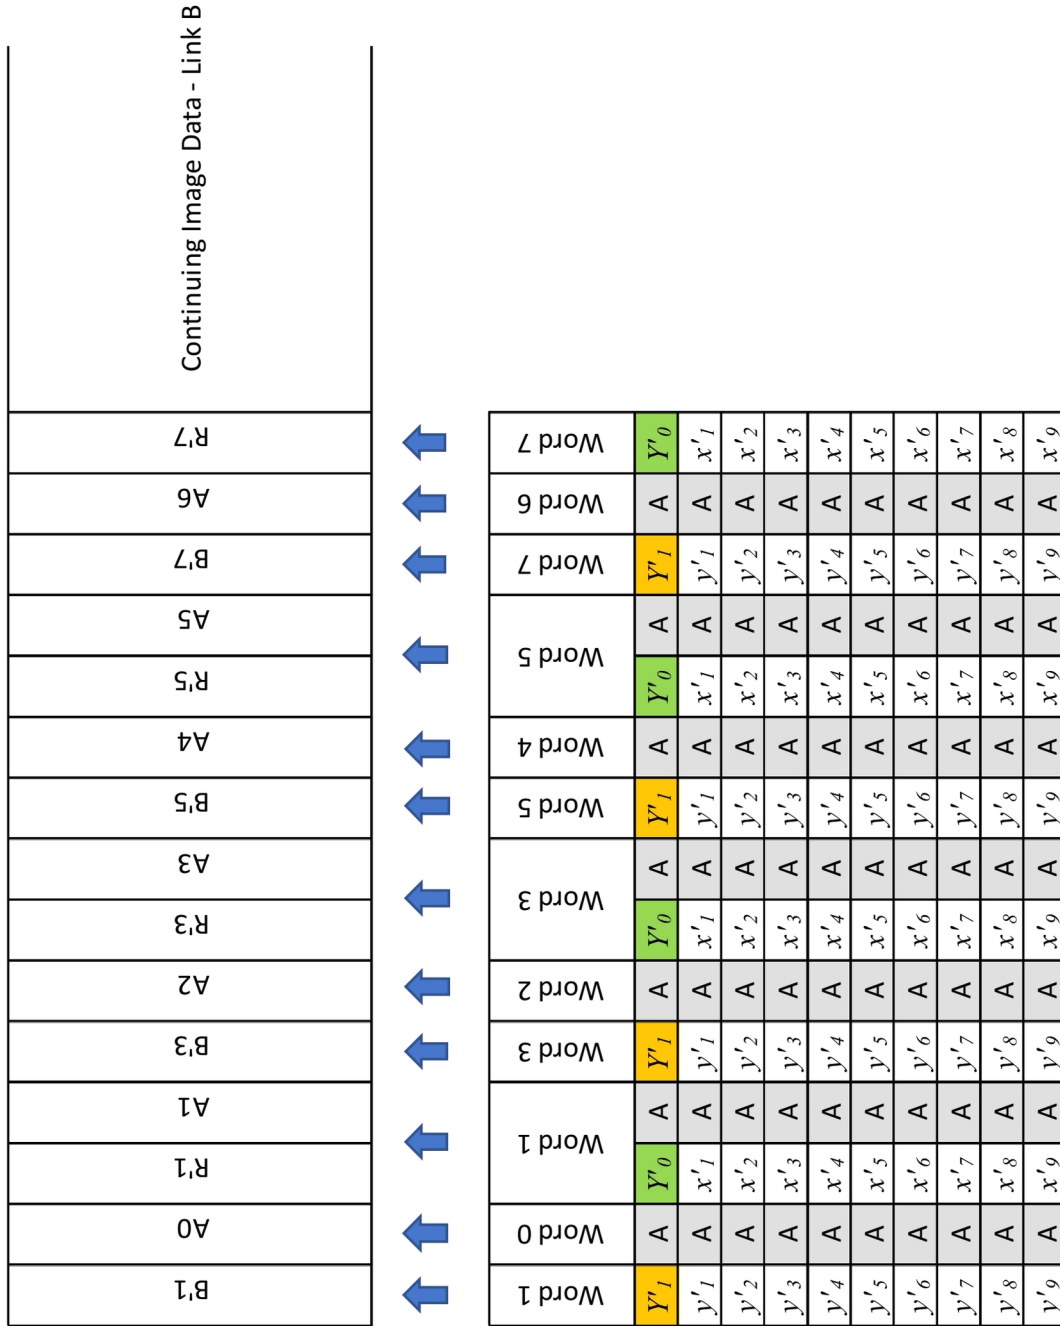 B'1 A0 R'1 A1 B'3 A2 R'3 A3 B'5 A4 R'5 A5 B'7 A6 R'7 Continuing Image Data - Link B
Word 1 Word 0 Word 1 Word 3 Word 2 Word 3 Word 5 Word 4 Word 5 Word 7 Word 6 Word 7
Y'1 A Y'0 A Y'1 A Y'0 A Y'1 A Y'0 A Y'1 A Y'0
y'1 A x'1 A y'1 A x'1 A y'1 A x'1 A y'1 A x'1
y'2 A x'2 A y'2 A x'2 A y'2 A x'2 A y'2 A x'2
y'3 A x'3 A y'3 A x'3 A y'3 A x'3 A y'3 A x'3
y'4 A x'4 A y'4 A x'4 A y'4 A x'4 A y'4 A x'4
y'5 A x'5 A y'5 A x'5 A y'5 A x'5 A y'5 A x'5
y'6 A x'6 A y'6 A x'6 A y'6 A x'6 A y'6 A x'6
y'7 A x'7 A y'7 A x'7 A y'7 A x'7 A y'7 A x'7
y'8 A x'8 A y'8 A x'8 A y'8 A x'8 A y'8 A x'8
y'9 A x'9 A y'9 A x'9 A y'9 A x'9 A y'9 A x'9